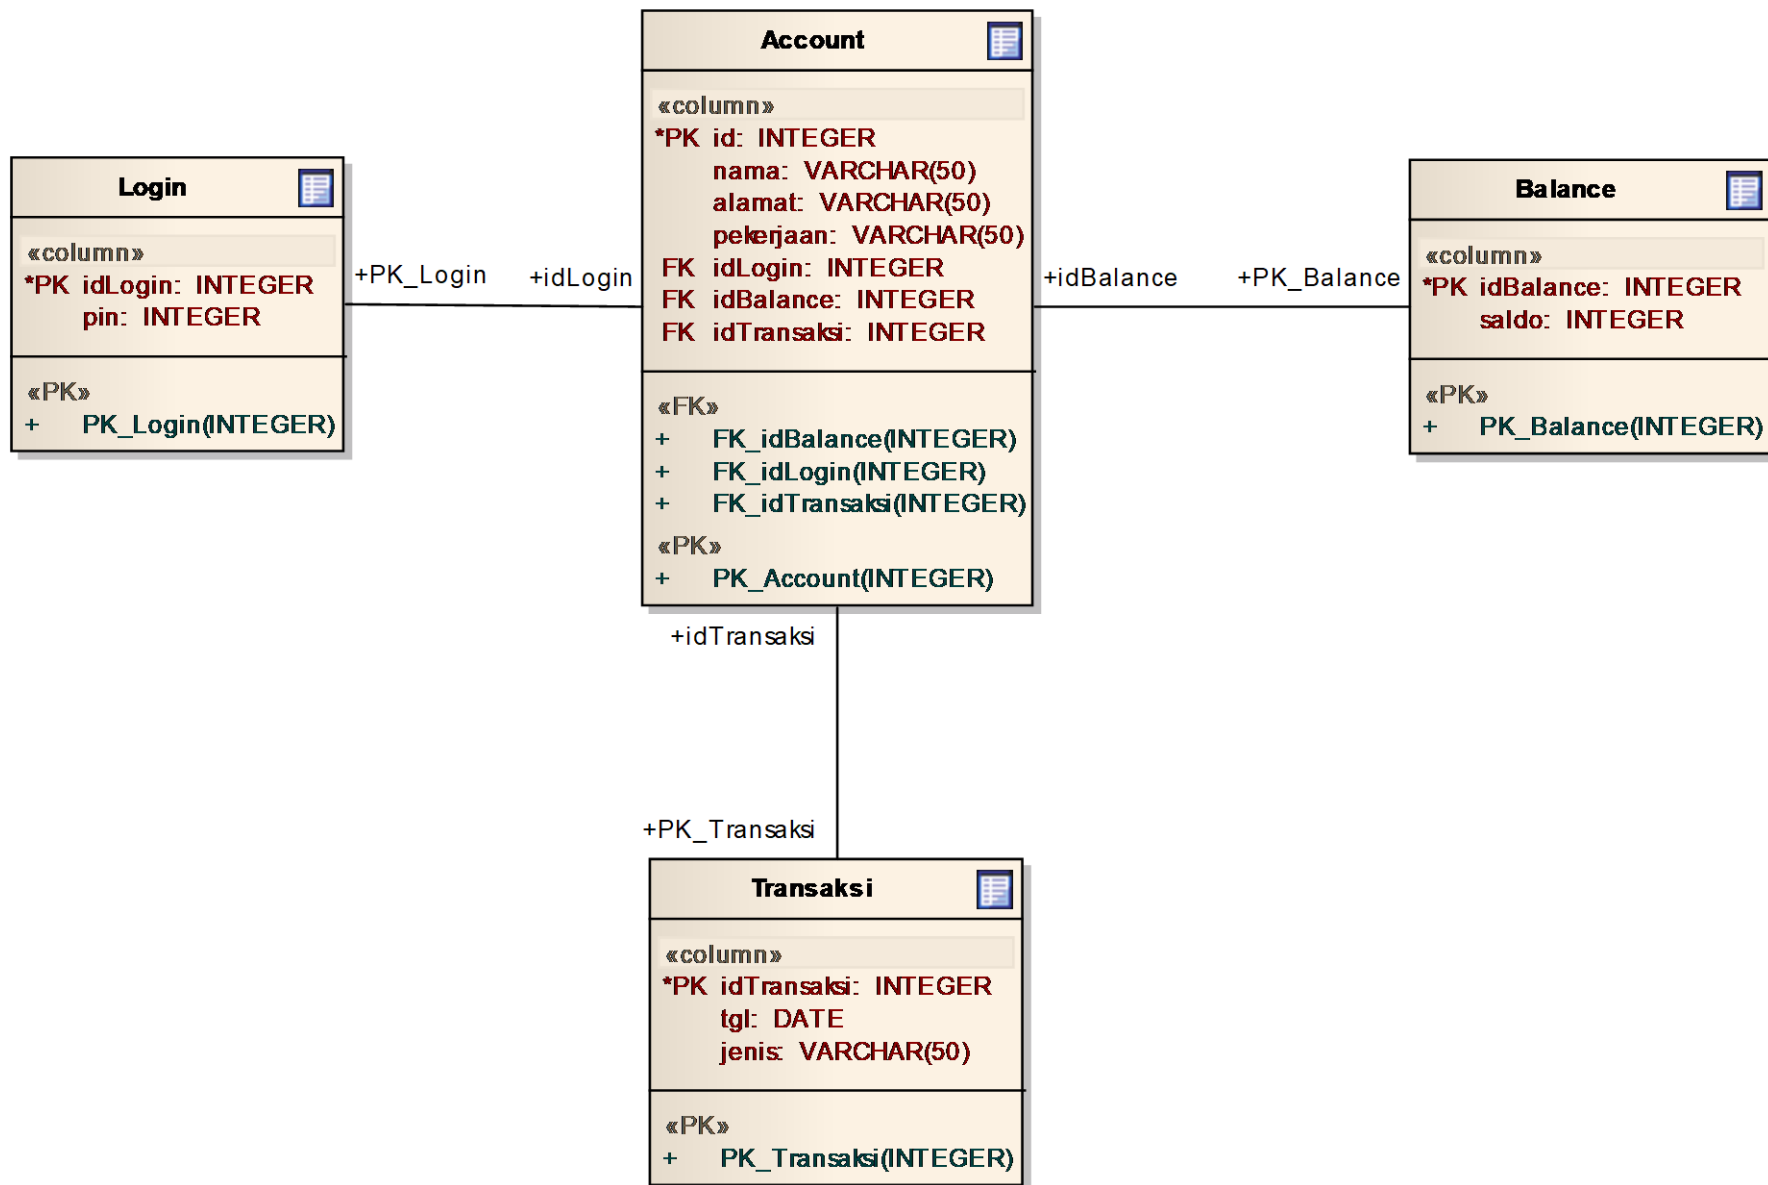 Account
«column»
*PK id: INTEGER
nama: VARCHAR(50)
alamat: VARCHAR(50)
pekerjaan: VARCHAR(50)
FK idLogin: INTEGER
FK idBalance: INTEGER
FK idTransaksi: INTEGER
«FK»
+ FK_idBalance(INTEGER)
+ FK_idLogin(INTEGER)
+ FK_idTransaksi(INTEGER)
«PK»
+ PK_Account(INTEGER)
Login
«column»
*PK idLogin: INTEGER
pin: INTEGER
«PK»
+ PK_Login(INTEGER)
+PK_Login
+idLogin
+idBalance
+PK_Balance
Balance
«column»
*PK idBalance: INTEGER
saldo: INTEGER
«PK»
+ PK_Balance(INTEGER)
+idTransaksi
+PK_Transaksi
Transaksi
«column»
*PK idTransaksi: INTEGER
tgl: DATE
jenis: VARCHAR(50)
«PK»
+ PK_Transaksi(INTEGER)